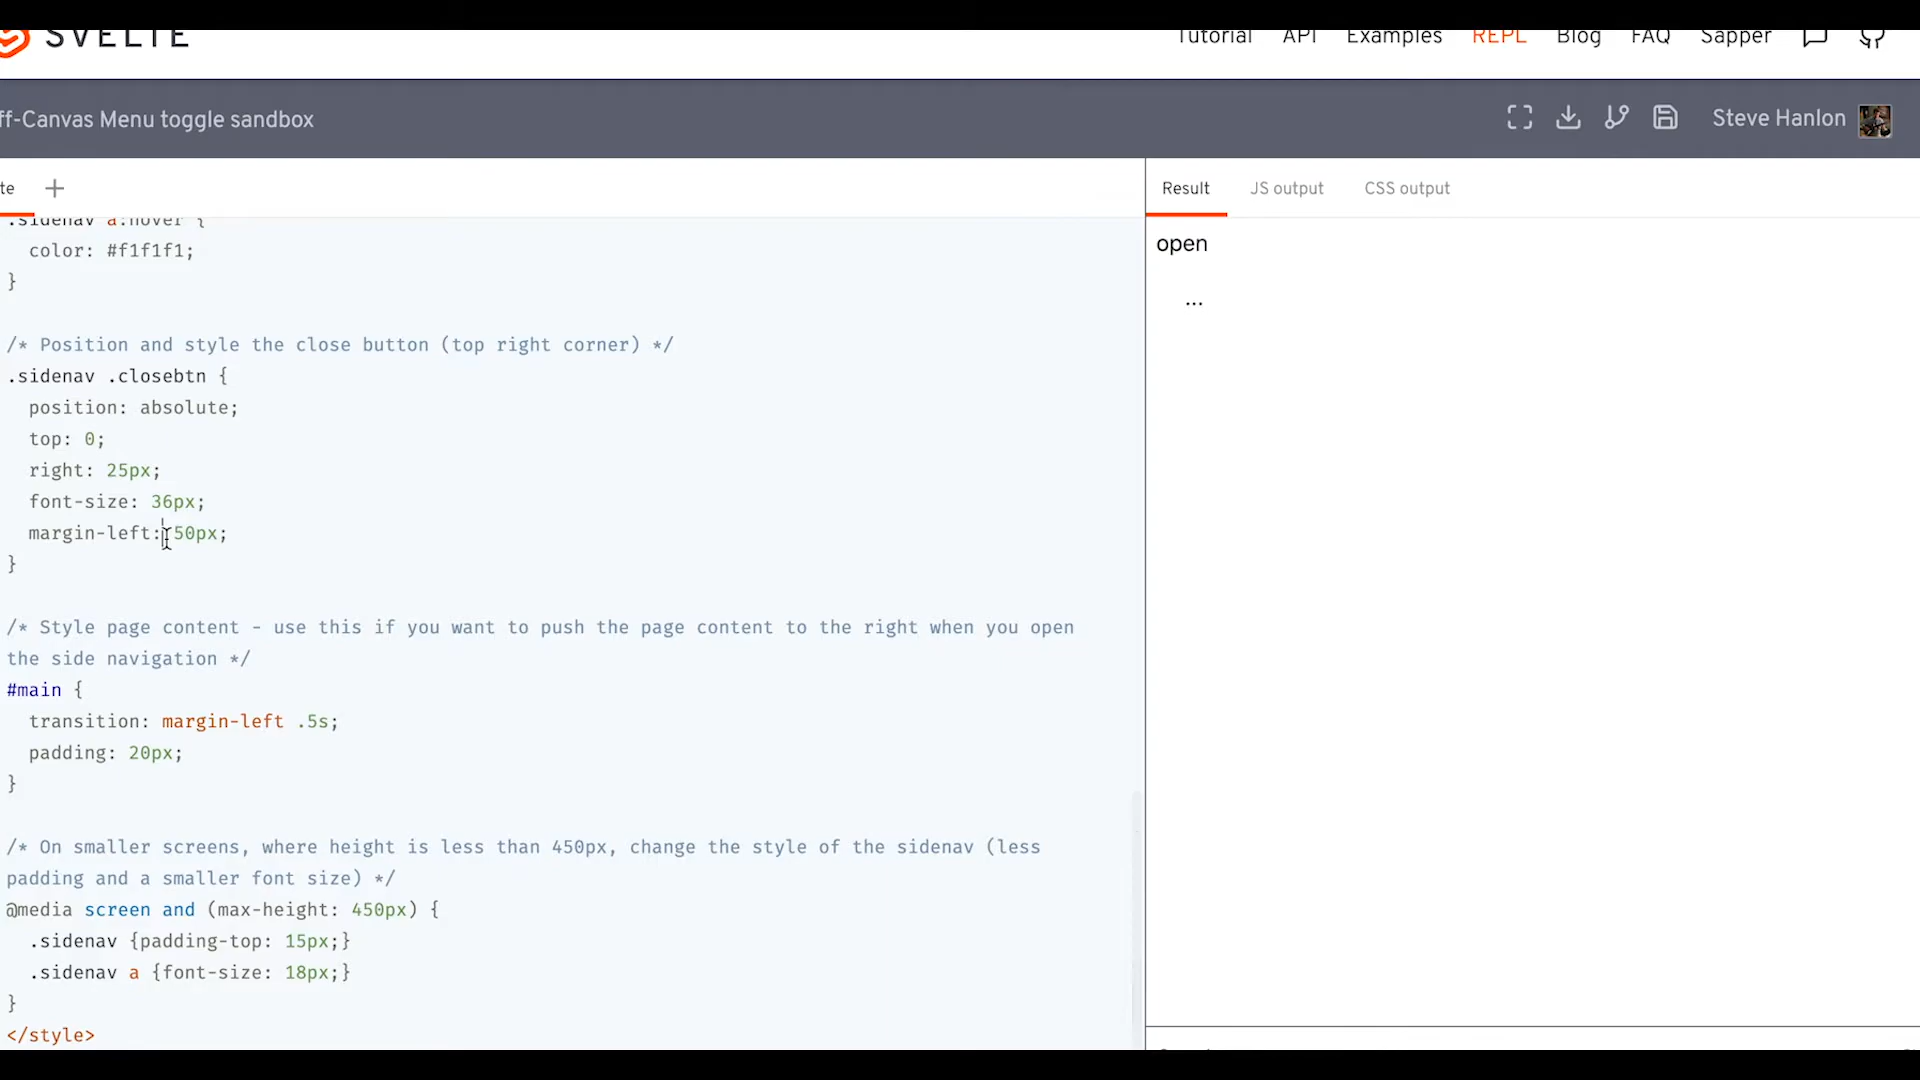 SVELTE
Tutorial API Examples REPL Blog FAQ Sapper
ff-Canvas Menu toggle sandbox
Steve Hanlon
te +
Result JS output CSS output
.sidenav a:hover {
color: #f1f1f1;
}
/* Position and style the close button (top right corner) */
.sidenav .closebtn {
position: absolute;
top: 0;
right: 25px;
font-size: 36px;
margin-left: 50px;
}
/* Style page content - use this if you want to push the page content to the right when you open
the side navigation */
#main {
transition: margin-left .5s;
padding: 20px;
}
/* On smaller screens, where height is less than 450px, change the style of the sidenav (less
padding and a smaller font size) */
@media screen and (max-height: 450px) {
.sidenav {padding-top: 15px;}
.sidenav a {font-size: 18px;}
}
</style>
open
...